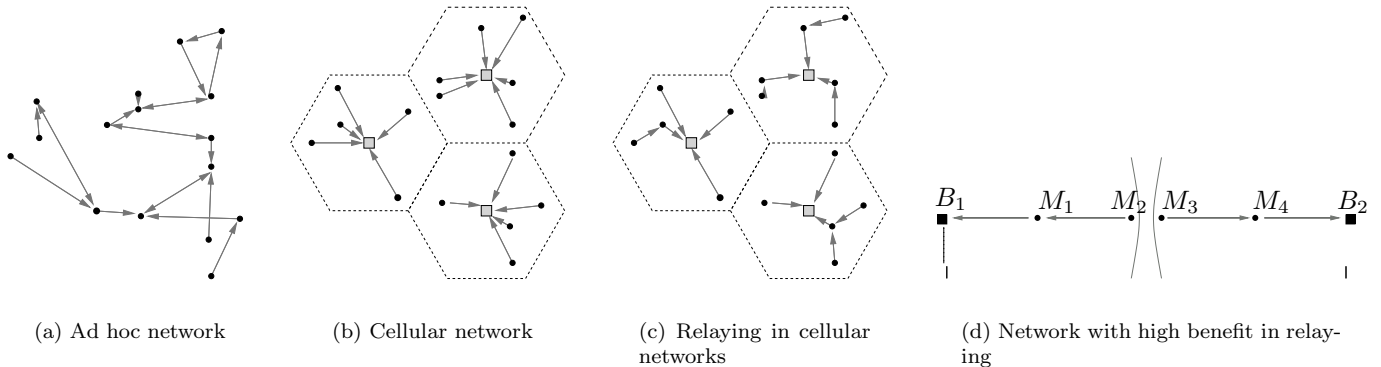 B1 M1 M2 M3 M4 B2
(a) Ad hoc network
(b) Cellular network
(c) Relaying in cellular
networks
(d) Network with high benefit in relay-
ing